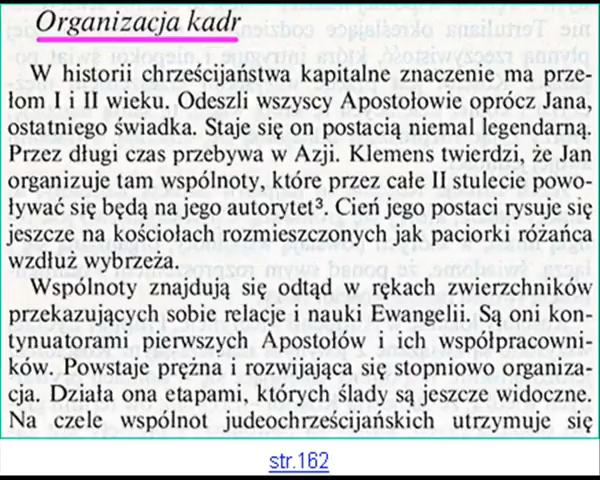 Organizacja kadr
W historii chrześcijaństwa kapitalne znaczenie ma prze-
łom I i II wieku. Odeszli wszyscy Apostołowie oprócz Jana,
ostatniego świadka. Staje się on postacią niemal legendarną.
Przez długi czas przebywa w Azji. Klemens twierdzi, że Jan
organizuje tam wspólnoty, które przez całe II stulecie powo-
ływać się będą na jego autorytet³. Cień jego postaci rysuje się
jeszcze na kościołach rozmieszczonych jak paciorki różańca
wzdłuż wybrzeża.
Wspólnoty znajdują się odtąd w rękach zwierzchników
przekazujących sobie relacje i nauki Ewangelii. Są oni kon-
tynuatorami pierwszych Apostołów i ich współpracowni-
ków. Powstaje prężna i rozwijająca się stopniowo organiza-
cja. Działa ona etapami, których ślady są jeszcze widoczne.
Na czele wspólnot judeochrześcijańskich utrzymuje się
str.162